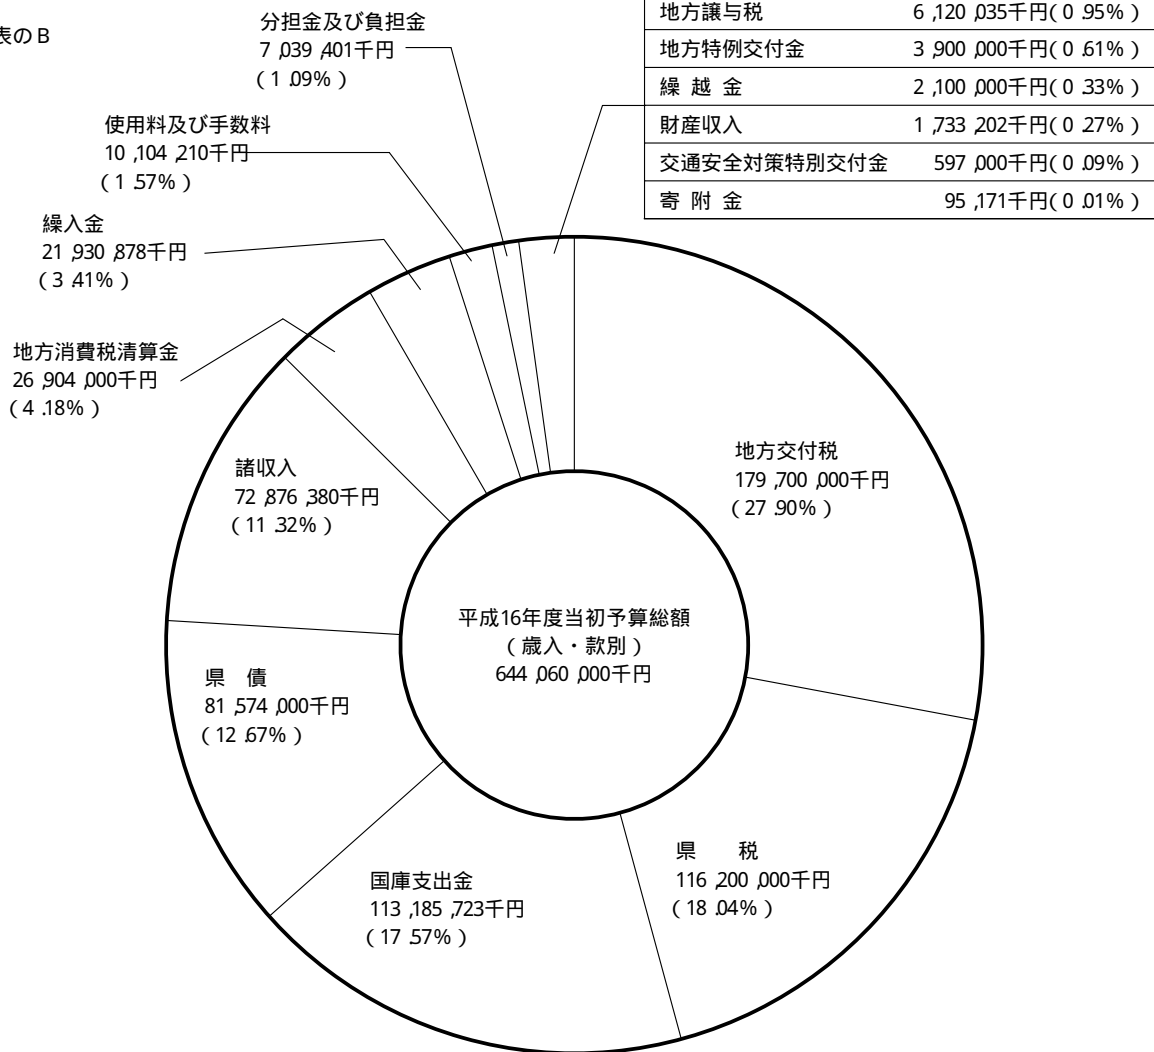 表のB
分担金及び負担金
7,039,401千円
(1.09%)
地方譲与税 6,120,035千円(0.95%)
地方特例交付金 3,900,000千円(0.61%)
繰越金 2,100,000千円(0.33%)
財産収入 1,733,202千円(0.27%)
交通安全対策特別交付金 597,000千円(0.09%)
寄附金 95,171千円(0.01%)
使用料及び手数料
10,104,210千円
(1.57%)
繰入金
21,930,878千円
(3.41%)
地方消費税清算金
26,904,000千円
(4.18%)
諸収入
72,876,380千円
(11.32%)
地方交付税
179,700,000千円
(27.90%)
平成16年度当初予算総額
(歳入・款別)
644,060,000千円
県 債
81,574,000千円
(12.67%)
国庫支出金
113,185,723千円
(17.57%)
県 税
116,200,000千円
(18.04%)